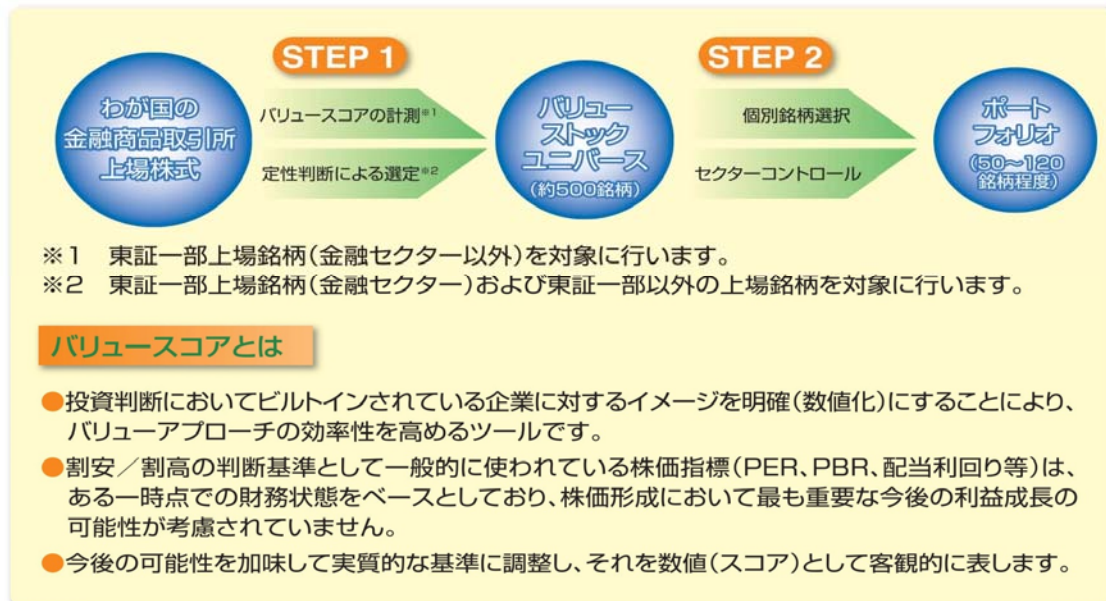 STEP 1
STEP 2
わが国の
金融商品取引所
上場株式
バリュースコアの計測※1
定性判断による選定※2
バリュー
ストック
ユニバース
(約500銘柄)
個別銘柄選択
セクターコントロール
ポート
フォリオ
(50〜120
銘柄程度)
※1 東証一部上場銘柄(金融セクター以外)を対象に行います。
※2 東証一部上場銘柄(金融セクター)および東証一部以外の上場銘柄を対象に行います。
バリュースコアとは
●投資判断においてビルトインされている企業に対するイメージを明確(数値化)にすることにより、
バリューアプローチの効率性を高めるツールです。
●割安／割高の判断基準として一般的に使われている株価指標(PER、PBR、配当利回り等)は、
ある一時点での財務状態をベースとしており、株価形成において最も重要な今後の利益成長の
可能性が考慮されていません。
●今後の可能性を加味して実質的な基準に調整し、それを数値(スコア)として客観的に表します。